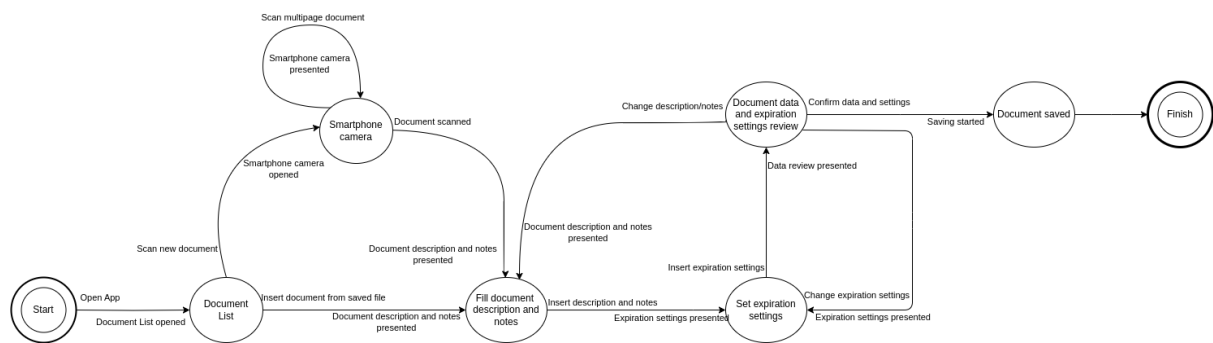 Scan multipage document
Smartphone camera
presented
Smartphone
camera
Document scanned
Smartphone camera
opened
Scan new document
Document description and notes
presented
Start
Open App
Document List opened
Document
List
Insert document from saved file
Document description and notes
presented
Fill document
description and
notes
Insert description and notes
Expiration settings presented
Set expiration
settings
Insert expiration settings
Data review presented
Document data
and expiration
settings review
Change description/notes
Document description and notes
presented
Change expiration settings
Expiration settings presented
Confirm data and settings
Saving started
Document saved
Finish